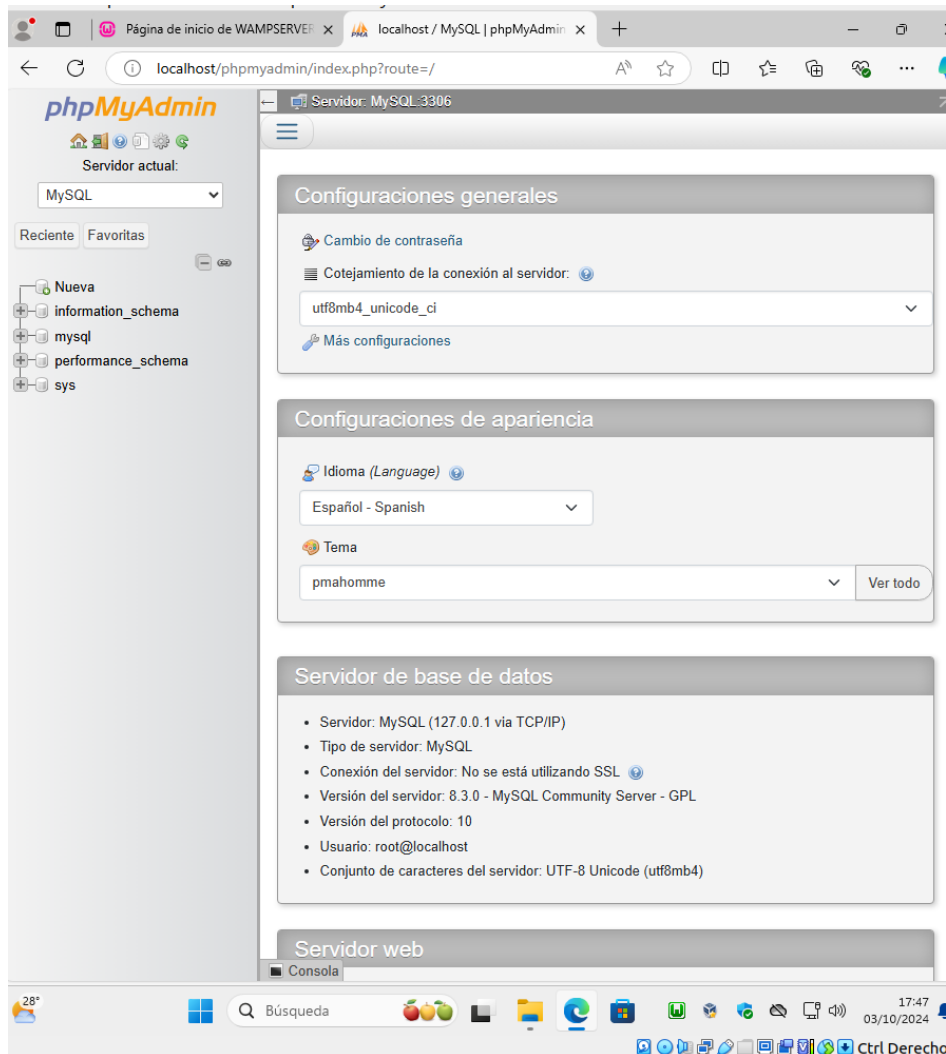 Página de inicio de WAMPSERVER
localhost / MySQL | phpMyAdmin
localhost/phpmyadmin/index.php?route=/
phpMyAdmin
Servidor actual:
MySQL
Reciente Favoritas
Nueva
information_schema
mysql
performance_schema
sys
Servidor: MySQL:3306
Configuraciones generales
Cambio de contraseña
Cotejamiento de la conexión al servidor:
utf8mb4_unicode_ci
Más configuraciones
Configuraciones de apariencia
Idioma (Language)
Español - Spanish
Tema
pmahomme
Ver todo
Servidor de base de datos
• Servidor: MySQL (127.0.0.1 via TCP/IP)
• Tipo de servidor: MySQL
• Conexión del servidor: No se está utilizando SSL
• Versión del servidor: 8.3.0 - MySQL Community Server - GPL
• Versión del protocolo: 10
• Usuario: root@localhost
• Conjunto de caracteres del servidor: UTF-8 Unicode (utf8mb4)
Servidor web
Consola
28°
Búsqueda
17:47
03/10/2024
Ctrl Derecho